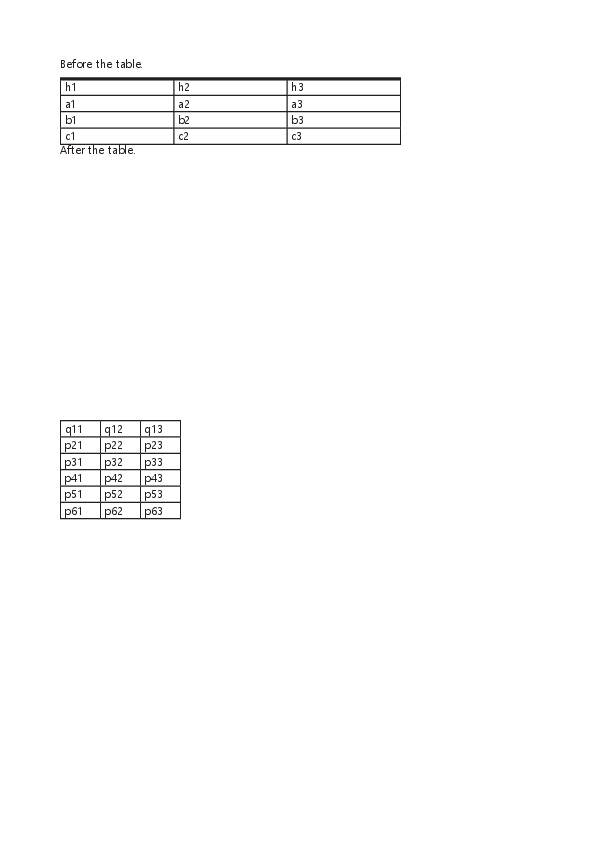 Before the table.
h1 h2 h3
a1 a2 a3
b1 b2 b3
c1 c2 c3
After the table.
q11 q12 q13
p21 p22 p23
p31 p32 p33
p41 p42 p43
p51 p52 p53
p61 p62 p63